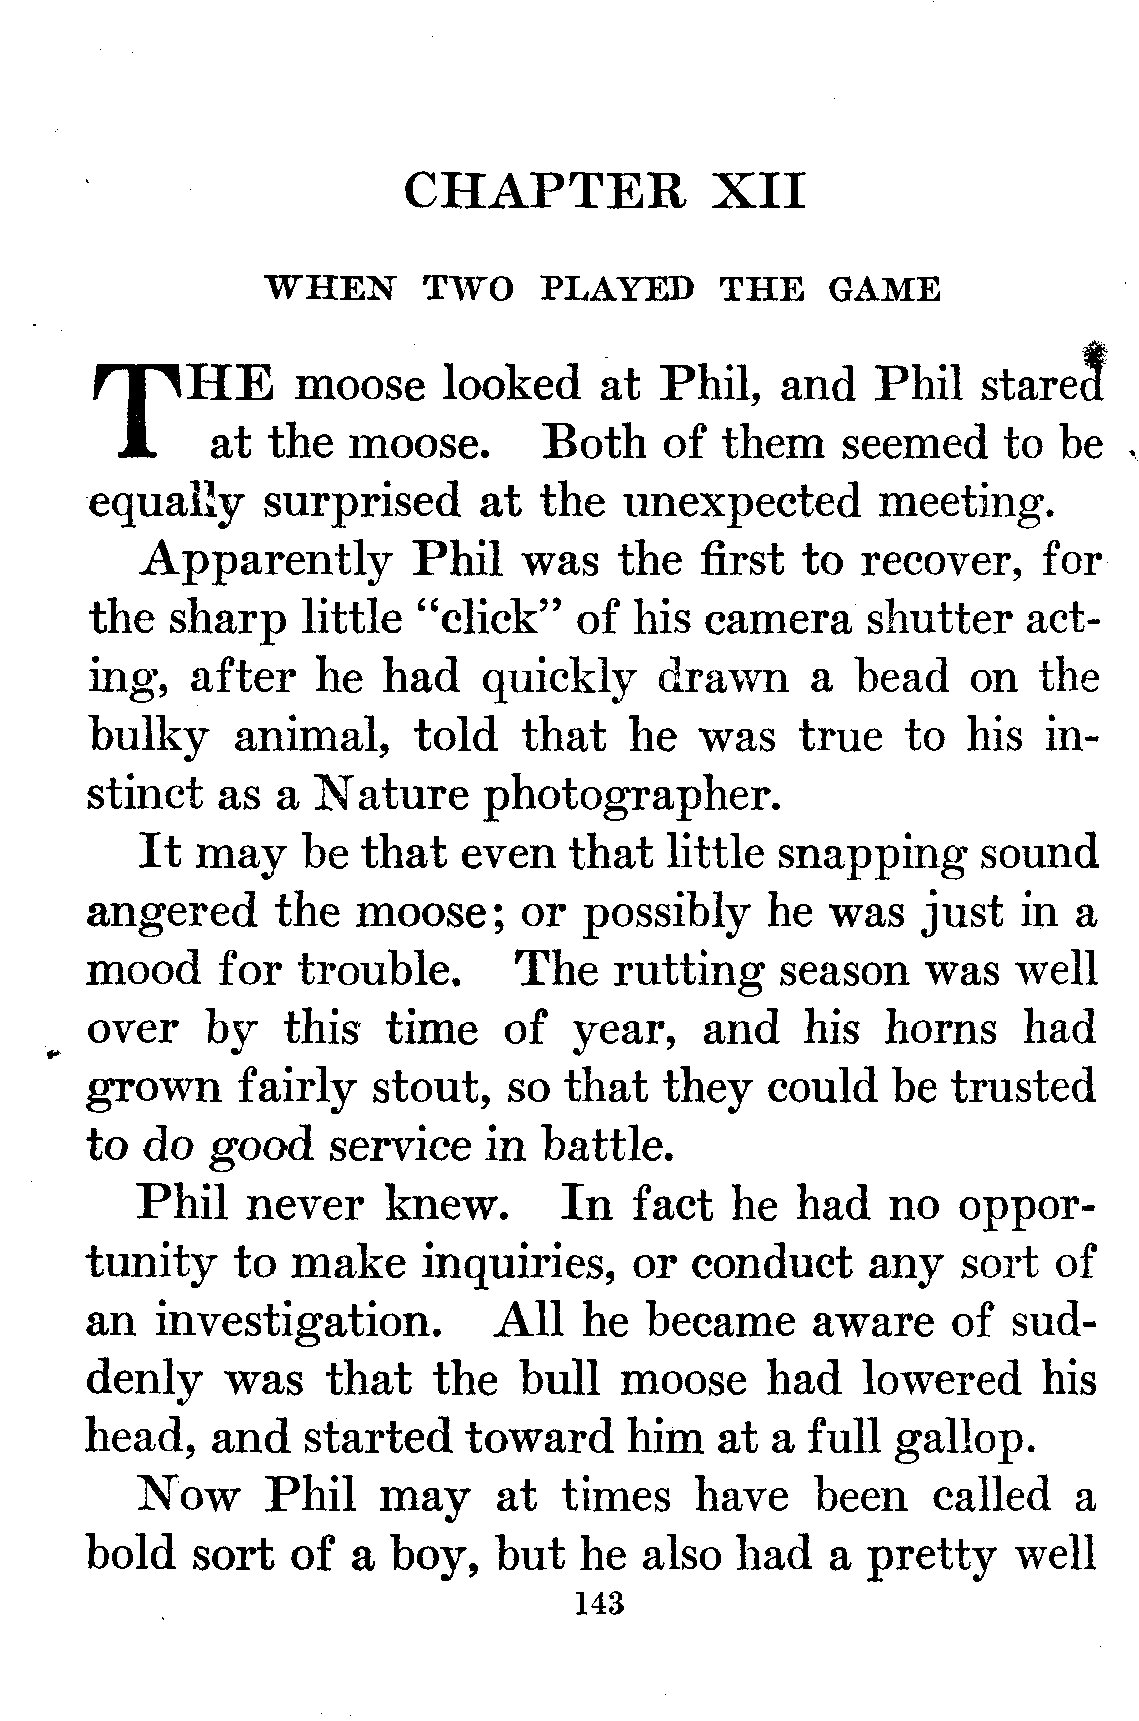 CHAPTER XII
WHEN TWO PLAYED THE GAME
THE moose looked at Phil, and Phil stared
at the moose. Both of them seemed to be
equally surprised at the unexpected meeting.
Apparently Phil was the first to recover, for
the sharp little “click” of his camera shutter act-
ing, after he had quickly drawn a bead on the
bulky animal, told that he was true to his in-
stinct as a Nature photographer.
It may be that even that little snapping sound
angered the moose; or possibly he was just in a
mood for trouble. The rutting season was well
over by this time of year, and his horns had
grown fairly stout, so that they could be trusted
to do good service in battle.
Phil never knew. In fact he had no oppor-
tunity to make inquiries, or conduct any sort of
an investigation. All he became aware of sud-
denly was that the bull moose had lowered his
head, and started toward him at a full gallop.
Now Phil may at times have been called a
bold sort of a boy, but he also had a pretty well
143